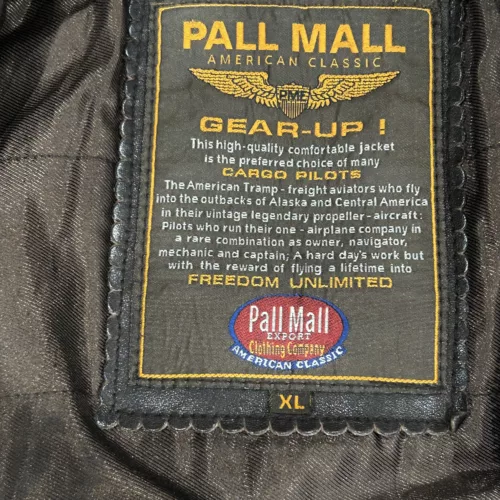 PALL MALL
AMERICAN CLASSIC
PMF
GEAR-UP !
This high-quality comfortable jacket
is the preferred choice of many
CARGO PILOTS
The American Tramp - freight aviators who fly
into the outbacks of Alaska and Central America
in their vintage legendary propeller - aircraft :
Pilots who run their one - airplane company in
a rare combination as owner, navigator,
mechanic and captain; A hard day's work but
with the reward of flying a lifetime into
FREEDOM UNLIMITED
Pall Mall
EXPORT
Clothing Company
AMERICAN CLASSIC
XL